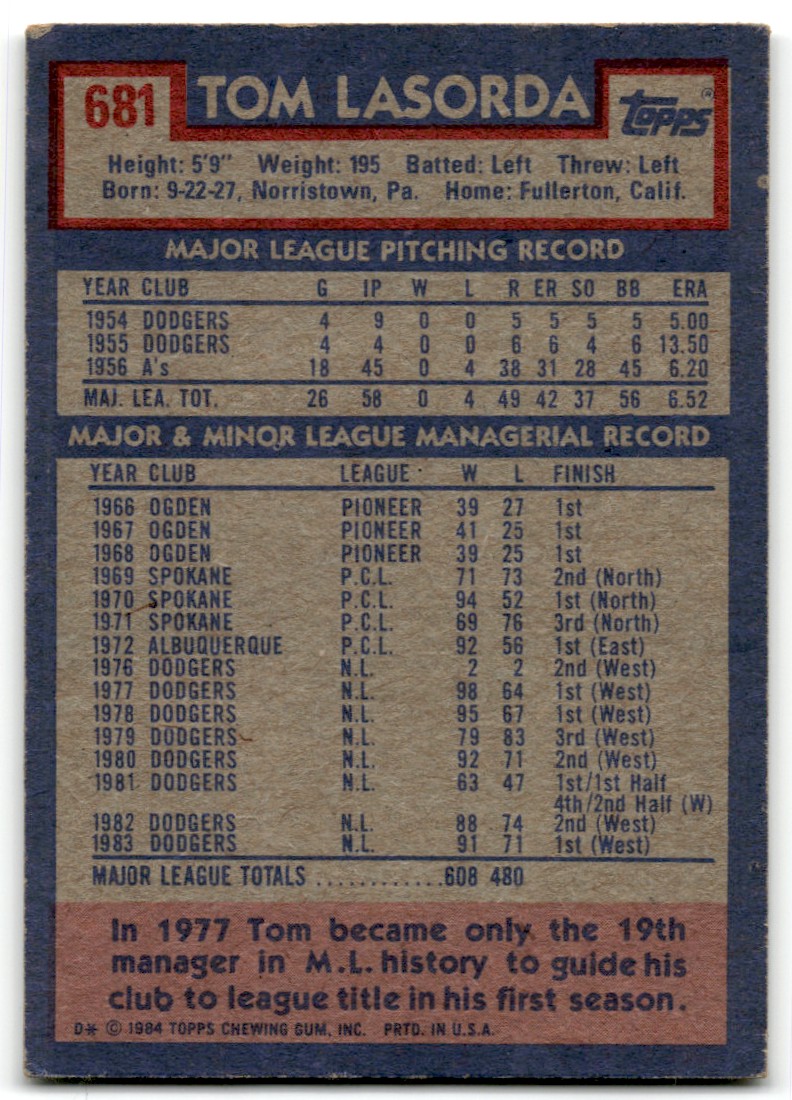 681 TOM LASORDA Topps®
Height: 5'9" Weight: 195 Batted: Left Threw: Left
Born: 9-22-27, Norristown, Pa. Home: Fullerton, Calif.
MAJOR LEAGUE PITCHING RECORD
YEAR CLUB G IP W L R ER SO BB ERA
1954 DODGERS 4 9 0 0 5 5 5 5 5.00
1955 DODGERS 4 4 0 0 6 6 4 6 13.50
1956 A's 18 45 0 4 38 31 28 45 6.20
MAJ. LEA. TOT. 26 58 0 4 49 42 37 56 6.52
MAJOR & MINOR LEAGUE MANAGERIAL RECORD
YEAR CLUB LEAGUE W L FINISH
1966 OGDEN PIONEER 39 27 1st
1967 OGDEN PIONEER 41 25 1st
1968 OGDEN PIONEER 39 25 1st
1969 SPOKANE P.C.L. 71 73 2nd (North)
1970 SPOKANE P.C.L. 94 52 1st (North)
1971 SPOKANE P.C.L. 69 76 3rd (North)
1972 ALBUQUERQUE P.C.L. 92 56 1st (East)
1976 DODGERS N.L. 2 2 2nd (West)
1977 DODGERS N.L. 98 64 1st (West)
1978 DODGERS N.L. 95 67 1st (West)
1979 DODGERS N.L. 79 83 3rd (West)
1980 DODGERS N.L. 92 71 2nd (West)
1981 DODGERS N.L. 63 47 1st/1st Half
4th/2nd Half (W)
1982 DODGERS N.L. 88 74 2nd (West)
1983 DODGERS N.L. 91 71 1st (West)
MAJOR LEAGUE TOTALS ............608 480
In 1977 Tom became only the 19th
manager in M.L. history to guide his
club to league title in his first season.
D* © 1984 TOPPS CHEWING GUM, INC. PRTD. IN U.S.A.